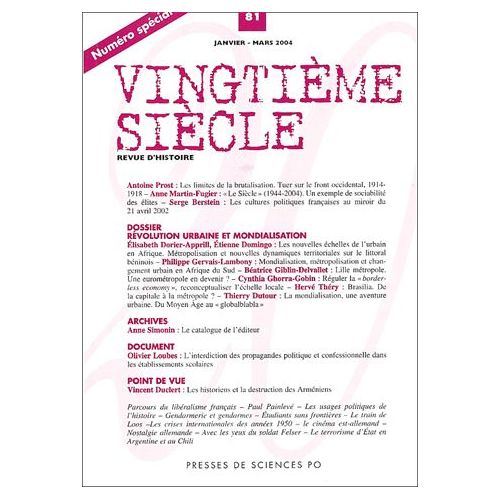 81
Numéro spécial
JANVIER - MARS 2004
VINGTIÈME
SIÈCLE
REVUE D'HISTOIRE
Antoine Prost : Les limites de la brutalisation. Tuer sur le front occidental, 1914-
1918 – Anne Martin-Fugier : « Le Siècle » (1944-2004). Un exemple de sociabilité
des élites – Serge Berstein : Les cultures politiques françaises au miroir du
21 avril 2002
DOSSIER
RÉVOLUTION URBAINE ET MONDIALISATION
Élisabeth Dorier-Apprill, Étienne Domingo : Les nouvelles échelles de l'urbain
en Afrique. Métropolisation et nouvelles dynamiques territoriales sur le littoral
béninois – Philippe Gervais-Lambony : Mondialisation, métropolisation et chan-
gement urbain en Afrique du Sud – Béatrice Giblin-Delvallet : Lille métropole.
Une eurométropole en devenir ? – Cynthia Ghorra-Gobin : Réguler la «border-
less economy», reconceptualiser l'échelle locale – Hervé Théry : Brasilia. De
la capitale à la métropole ? – Thierry Dutour : La mondialisation, une aventure
urbaine. Du Moyen Âge au «globalblabla»
ARCHIVES
Anne Simonin : Le catalogue de l'éditeur
DOCUMENT
Olivier Loubes : L'interdiction des propagandes politique et confessionnelle dans
les établissements scolaires
POINT DE VUE
Vincent Duclert : Les historiens et la destruction des Arméniens
Parcours du libéralisme français – Paul Painlevé – Les usages politiques de
l'histoire – Gendarmerie et gendarmes – Étudiants sans frontières – Le train de
Loos –Les crises internationales des années 1950 – le cinéma est-allemand –
Nostalgie allemande – Avec les yeux du soldat Felser – Le terrorisme d'État en
Argentine et au Chili
PRESSES DE SCIENCES PO